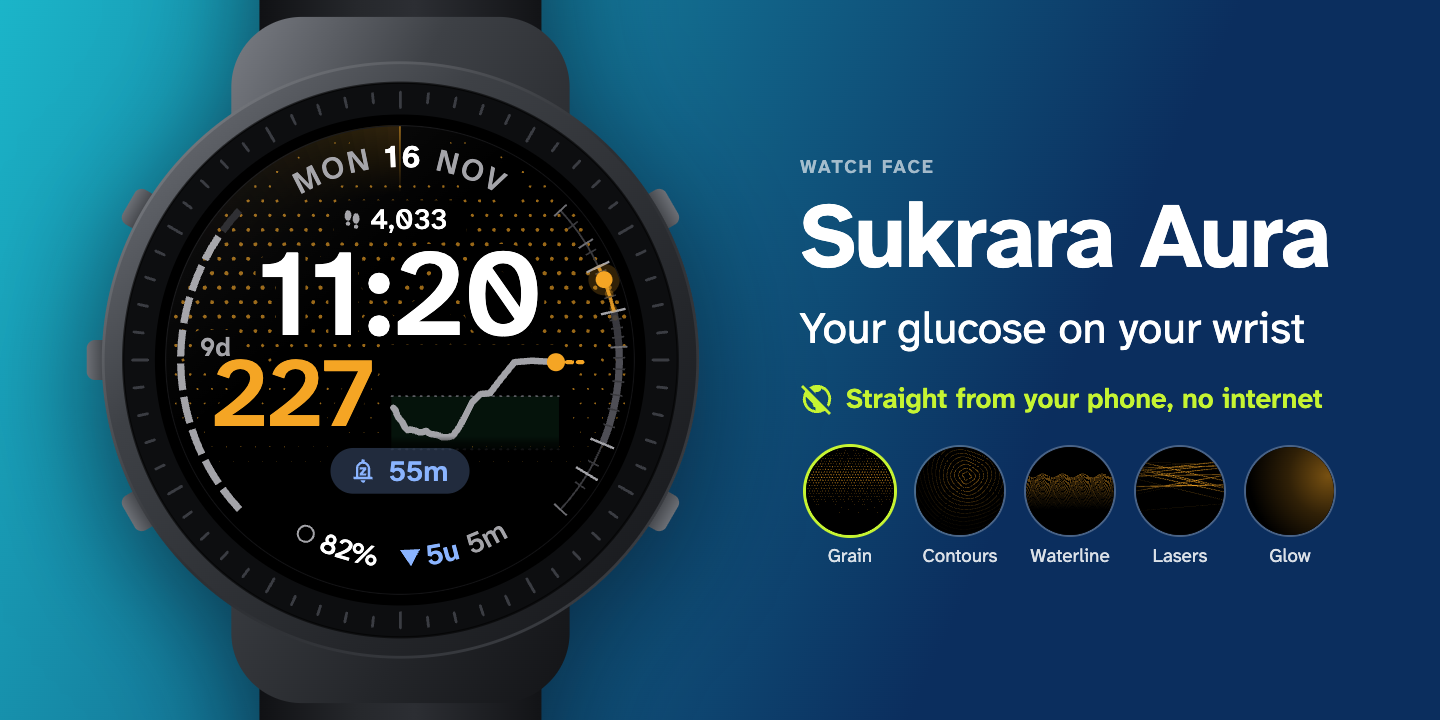 MON 16 NOV
4,033
11:20
9d
227
55m
82% 5u 5m
WATCH FACE
Sukrara Aura
Your glucose on your wrist
Straight from your phone, no internet
Grain Contours Waterline Lasers Glow